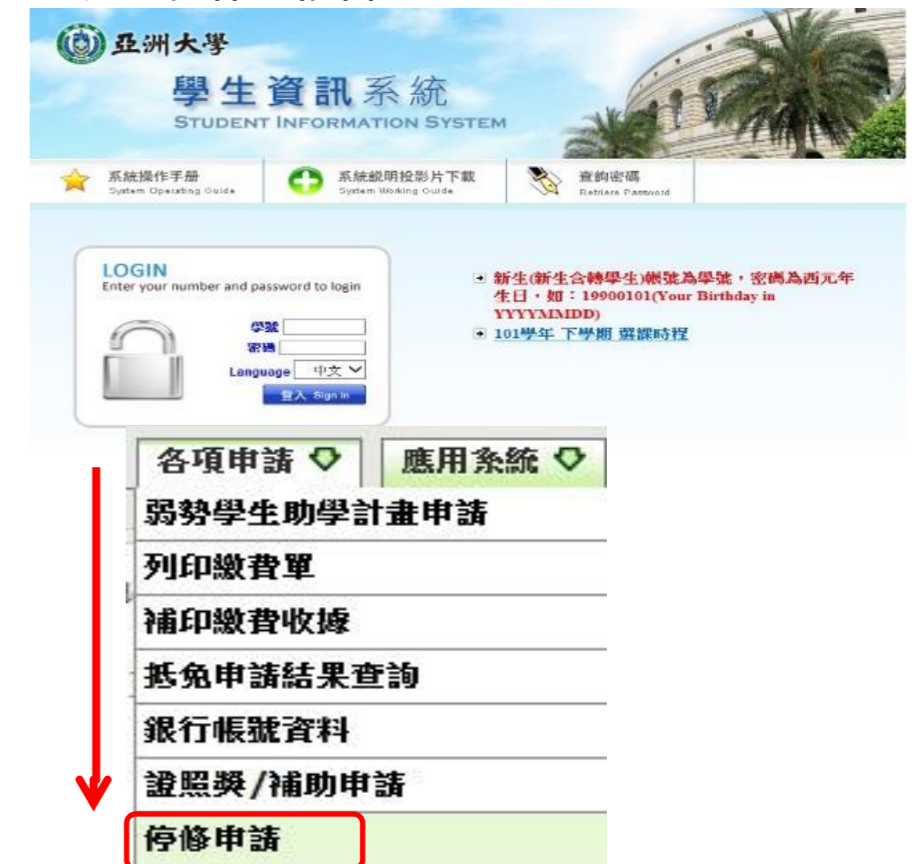 亞洲大學
學生資訊系統
STUDENT INFORMATION SYSTEM
系統操作手册
System Operating Guide
系統說明投影片下載
System Working Guide
查詢密碼
Retrieve Password
LOGIN
Enter your number and password to login
學號
密碼
Language 中文
登入 Sign in
新生(新生含轉學生)帳號為學號，密碼為西元年
生日，如：19900101(Your Birthday in
YYYYMMDD)
101學年 下學期 選課時程
各項申請 應用系統
弱勢學生助學計畫申請
列印繳費單
補印繳費收據
抵免申請結果查詢
銀行帳號資料
證照獎/補助申請
停修申請